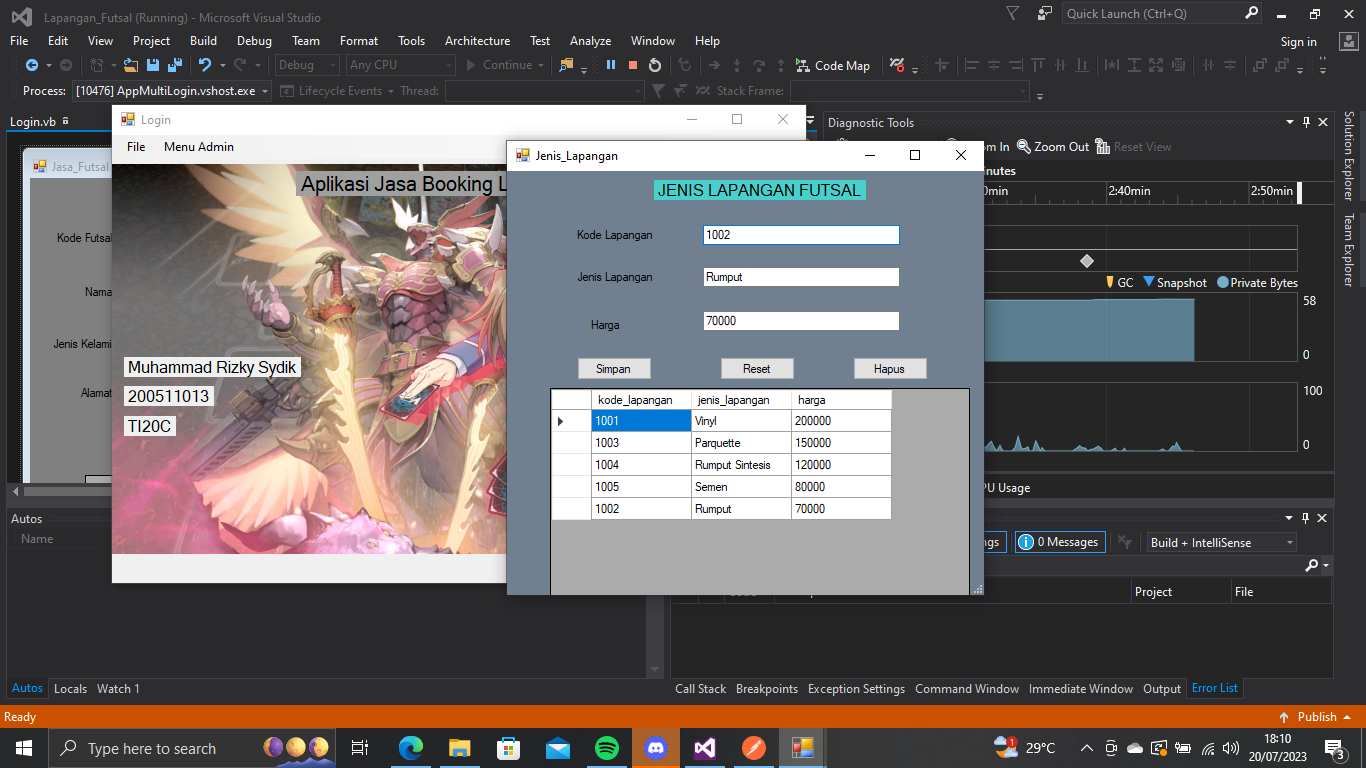 Lapangan_Futsal (Running) - Microsoft Visual Studio
Quick Launch (Ctrl+Q)
File Edit View Project Build Debug Team Format Tools Architecture Test Analyze Window Help
Sign in
Debug Any CPU Continue Code Map
Process: [10476] AppMultiLogin.vshost.exe Lifecycle Events Thread: Stack Frame:
Login.vb
Jasa_Futsal
Kode Futsal
Nama
Jenis Kelami
Alamat
Login
File Menu Admin
Aplikasi Jasa Booking L
Muhammad Rizky Sydik
200511013
TI20C
Jenis_Lapangan
JENIS LAPANGAN FUTSAL
Kode Lapangan 1002
Jenis Lapangan Rumput
Harga 70000
Simpan Reset Hapus
kode_lapangan jenis_lapangan harga
1001 Vinyl 200000
1003 Parquette 150000
1004 Rumput Sintesis 120000
1005 Semen 80000
1002 Rumput 70000
Diagnostic Tools
Zoom Out Reset View
2:40min 2:50min
GC Snapshot Private Bytes
58
0
100
0
Solution Explorer
Team Explorer
0 Messages Build + IntelliSense
Project File
Autos
Name
Autos Locals Watch 1
Call Stack Breakpoints Exception Settings Command Window Immediate Window Output Error List
Ready
Publish
Type here to search
1
29°C
18:10
20/07/2023
3